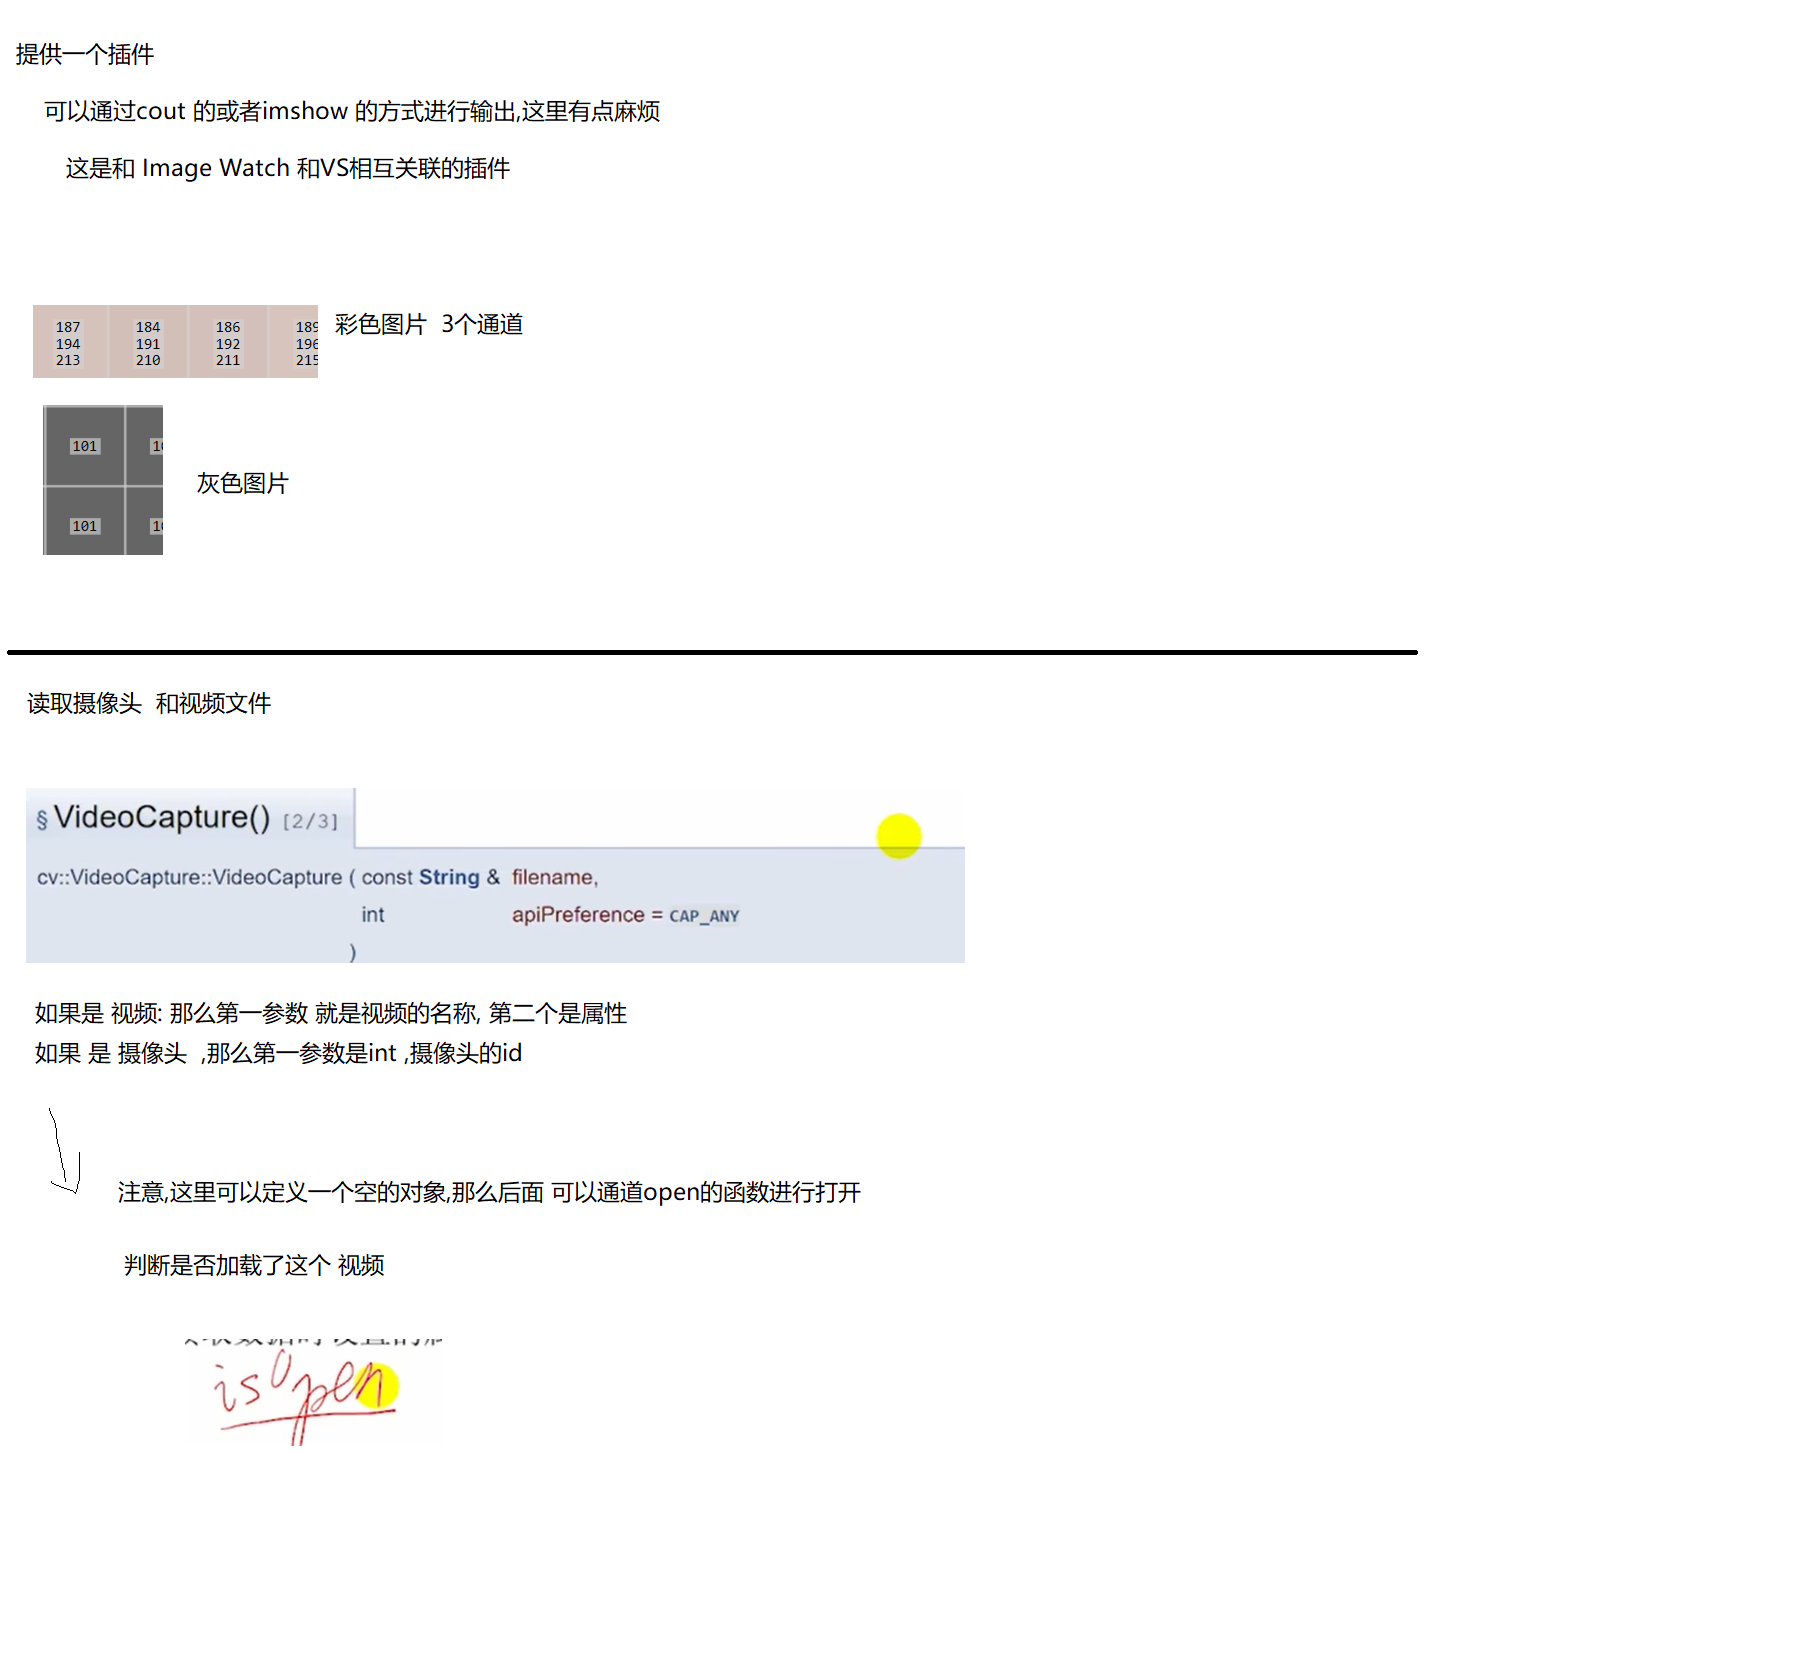 提供一个插件
可以通过cout 的或者imshow 的方式进行输出,这里有点麻烦
这是和 Image Watch 和VS相互关联的插件
187 184 186 189
194 191 192 196
213 210 211 215
彩色图片 3个通道
101
101
灰色图片
读取摄像头 和视频文件
§ VideoCapture() [2/3]
cv::VideoCapture::VideoCapture ( const String & filename,
int apiPreference = CAP_ANY
)
如果是 视频: 那么第一参数 就是视频的名称, 第二个是属性
如果 是 摄像头 ,那么第一参数是int ,摄像头的id
注意,这里可以定义一个空的对象,那么后面 可以通道open的函数进行打开
判断是否加载了这个 视频
isOpen